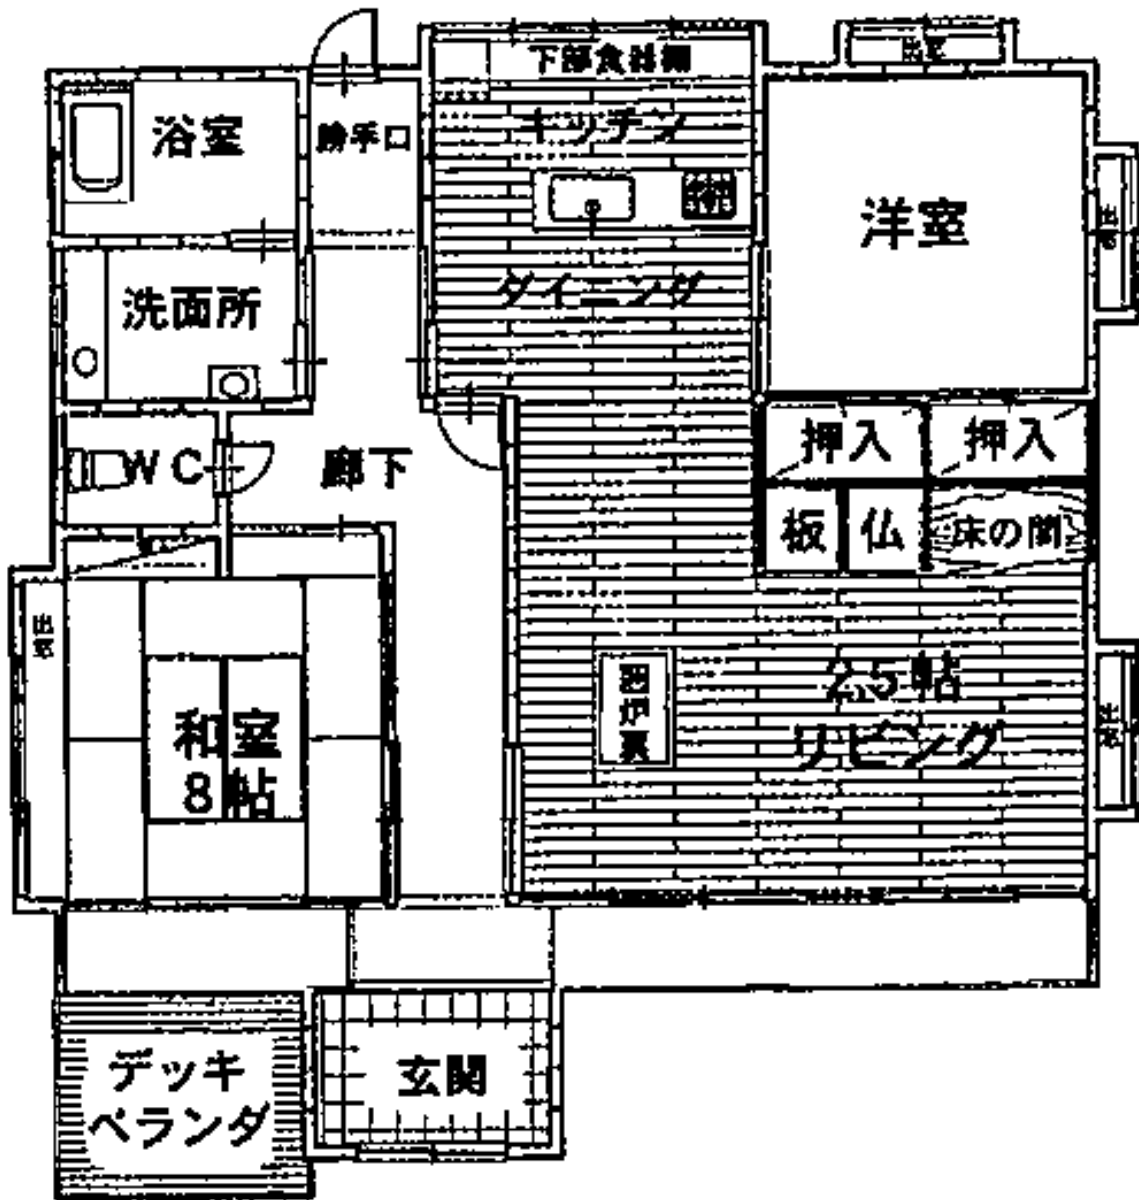 下部食器棚
出窓
キッチン
浴室
勝手口
洋室
出窓
ダイニング
洗面所
押入
押入
WC
廊下
板
仏
床の間
出窓
囲炉裏
2.5帖
リビング
出窓
和室
8帖
デッキ
ベランダ
玄関